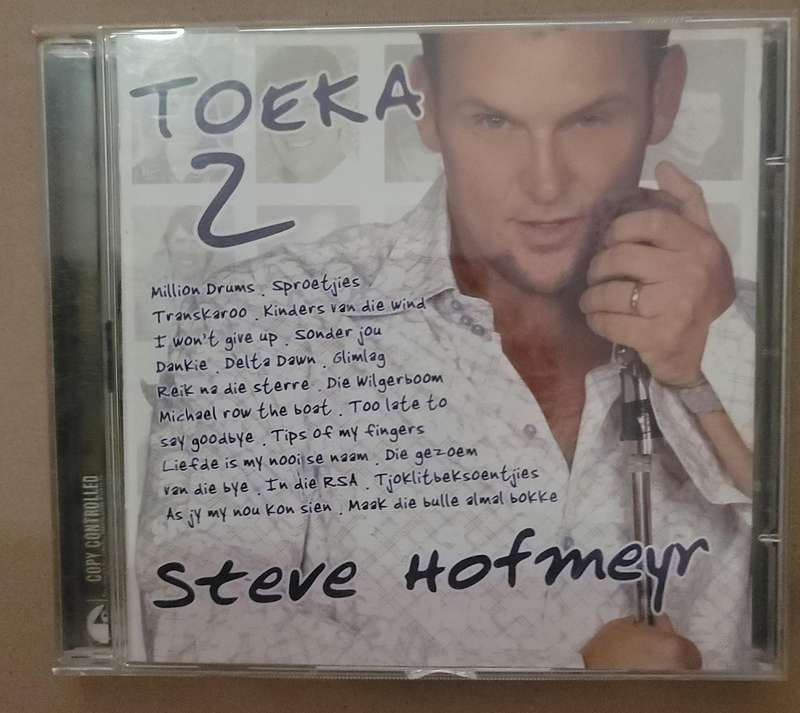 TOEKA
2
Million Drums . Sproetjies .
Transkaroo . Kinders van die wind
I won't give up . Sonder jou
Dankie . Delta Dawn . Glimlag
Reik na die sterre . Die Wilgerboom
Michael row the boat . Too late to
say goodbye . Tips of my fingers
Liefde is my nooi se naam . Die gezoem
van die bye . In die RSA . Tjoklitbeksoentjies
As jy my nou kon sien . Maak die bulle almal bokke
Steve Hofmeyr
COPY CONTROLLED